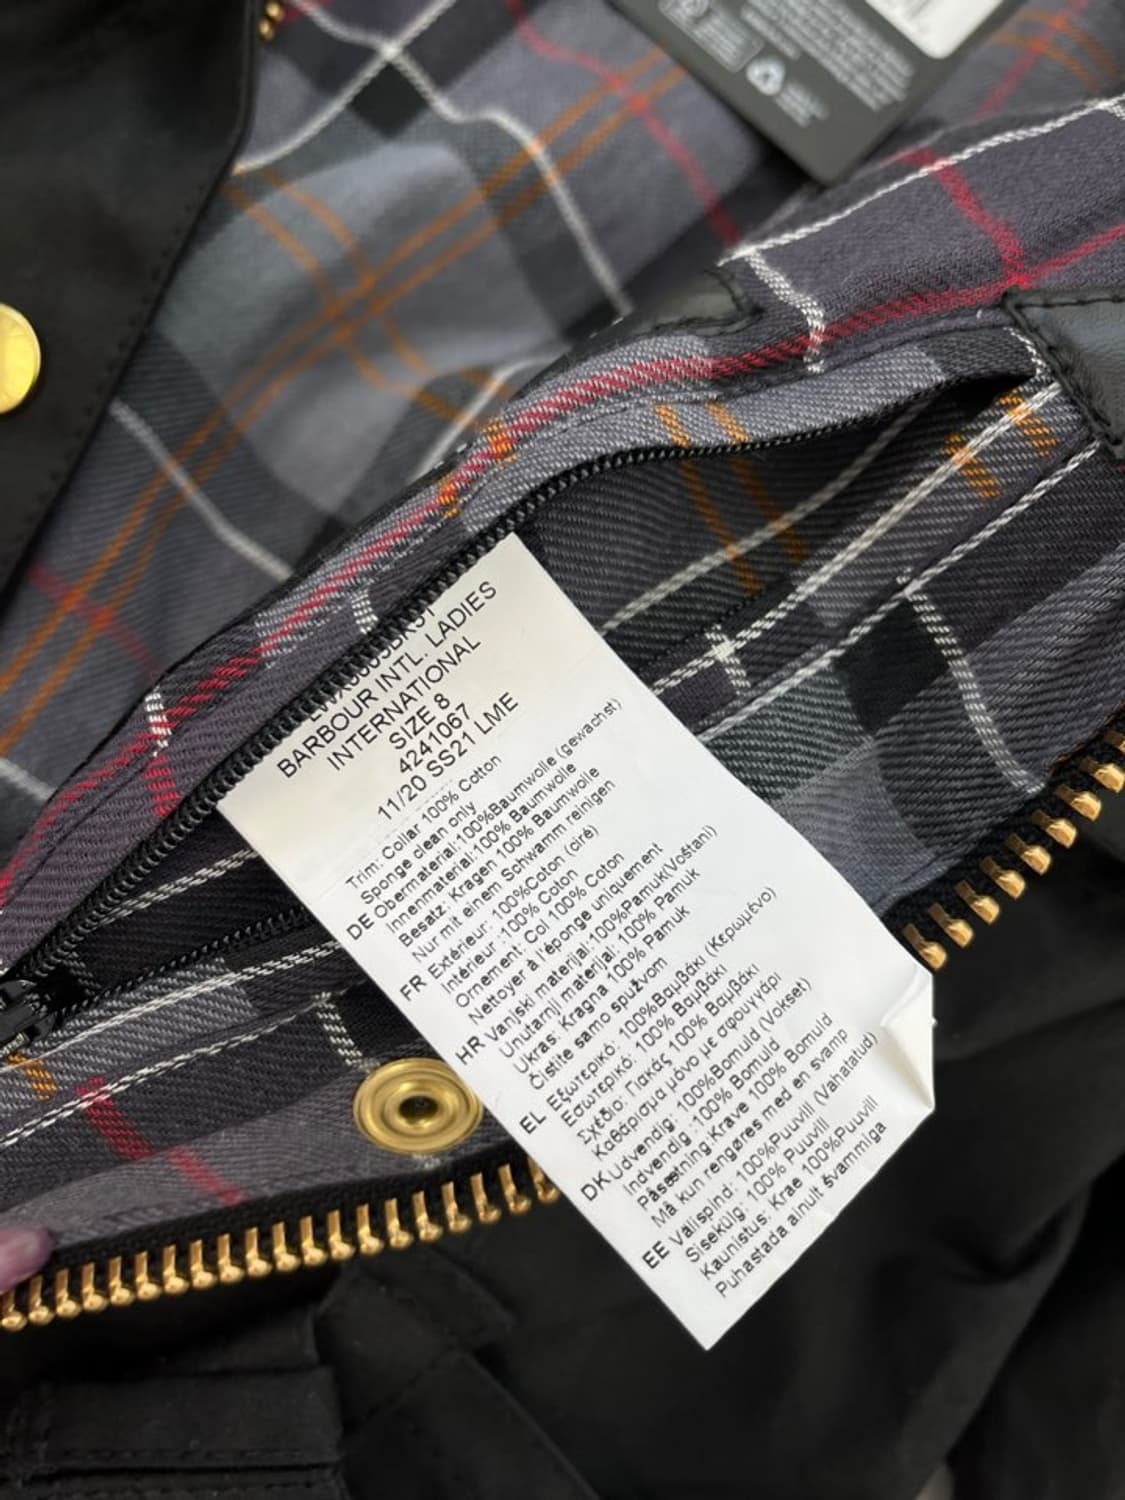 BARBOUR INTL. LADIES
INTERNATIONAL
SIZE 8
4241067
11/20 SS21 LME
Trim: Collar 100% Cotton
Sponge clean only
DE Obermaterial:100%Baumwolle(gewachst)
Innenmaterial:100% Baumwolle
Besatz: Kragen 100% Baumwolle
Nur mit einem Schwamm reinigen
FR Extérieur: 100%Coton (ciré)
Intérieur :100% Coton
Ornement: Col 100% Coton
Nettoyer à l'éponge uniquement
HR Vanjski materijal:100%Pamuk(Voštani)
Unutarnji materijal: 100% Pamuk
Ukras: Kragna 100% Pamuk
Čistite samo spužvom
EL Εξωτερικό: 100%Βαμβάκι (Κερωμένο)
Εσωτερικό: 100% Βαμβάκι
Σχέδιο: Γιακάς 100% Βαμβάκι
Καθάρισμα μόνο με σφουγγάρι
DK Udvendig: 100%Bomuld (Vokset)
Indvendig :100% Bomuld
Påsætning:Krave 100% Bomuld
Må kun rengøres med en svamp
EE Välispind: 100%Puuvill (Vahatatud)
Sisekülg: 100% Puuvill
Kaunistus: Krae 100%Puuvill
Puhastada ainult švammiga